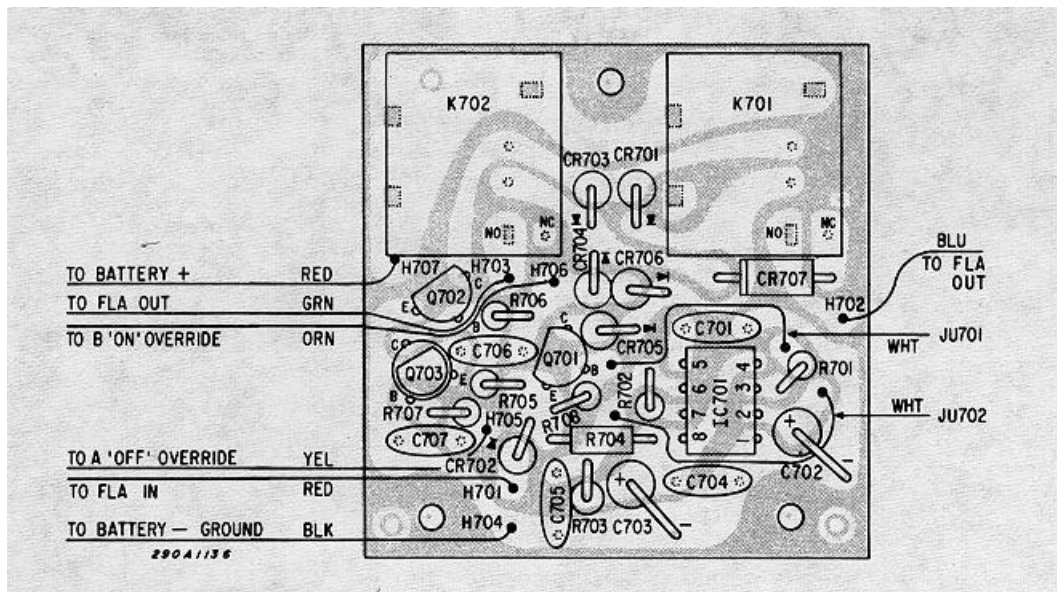 K702
K701
CR703 CR701
NO NC
NO NC
CR704
CR706
CR707
BLU
TO FLA
OUT
H702
TO BATTERY + RED
H707
H703
H706
TO FLA OUT GRN
TO B 'ON' OVERRIDE ORN
C
E
Q702
B
R706
C
Q701
B
E
CR705
C701
JU701
WHT
C
Q703
B
E
C706
R705
R707
H705
C707
R708
R702
R704
5 4
6 3
7 2
8 1
IC701
R701
WHT JU702
+
C702
-
TO A 'OFF' OVERRIDE YEL
CR702
TO FLA IN RED
H701
C705
R703
+
C703
-
C704
TO BATTERY — GROUND BLK
H704
290A1136